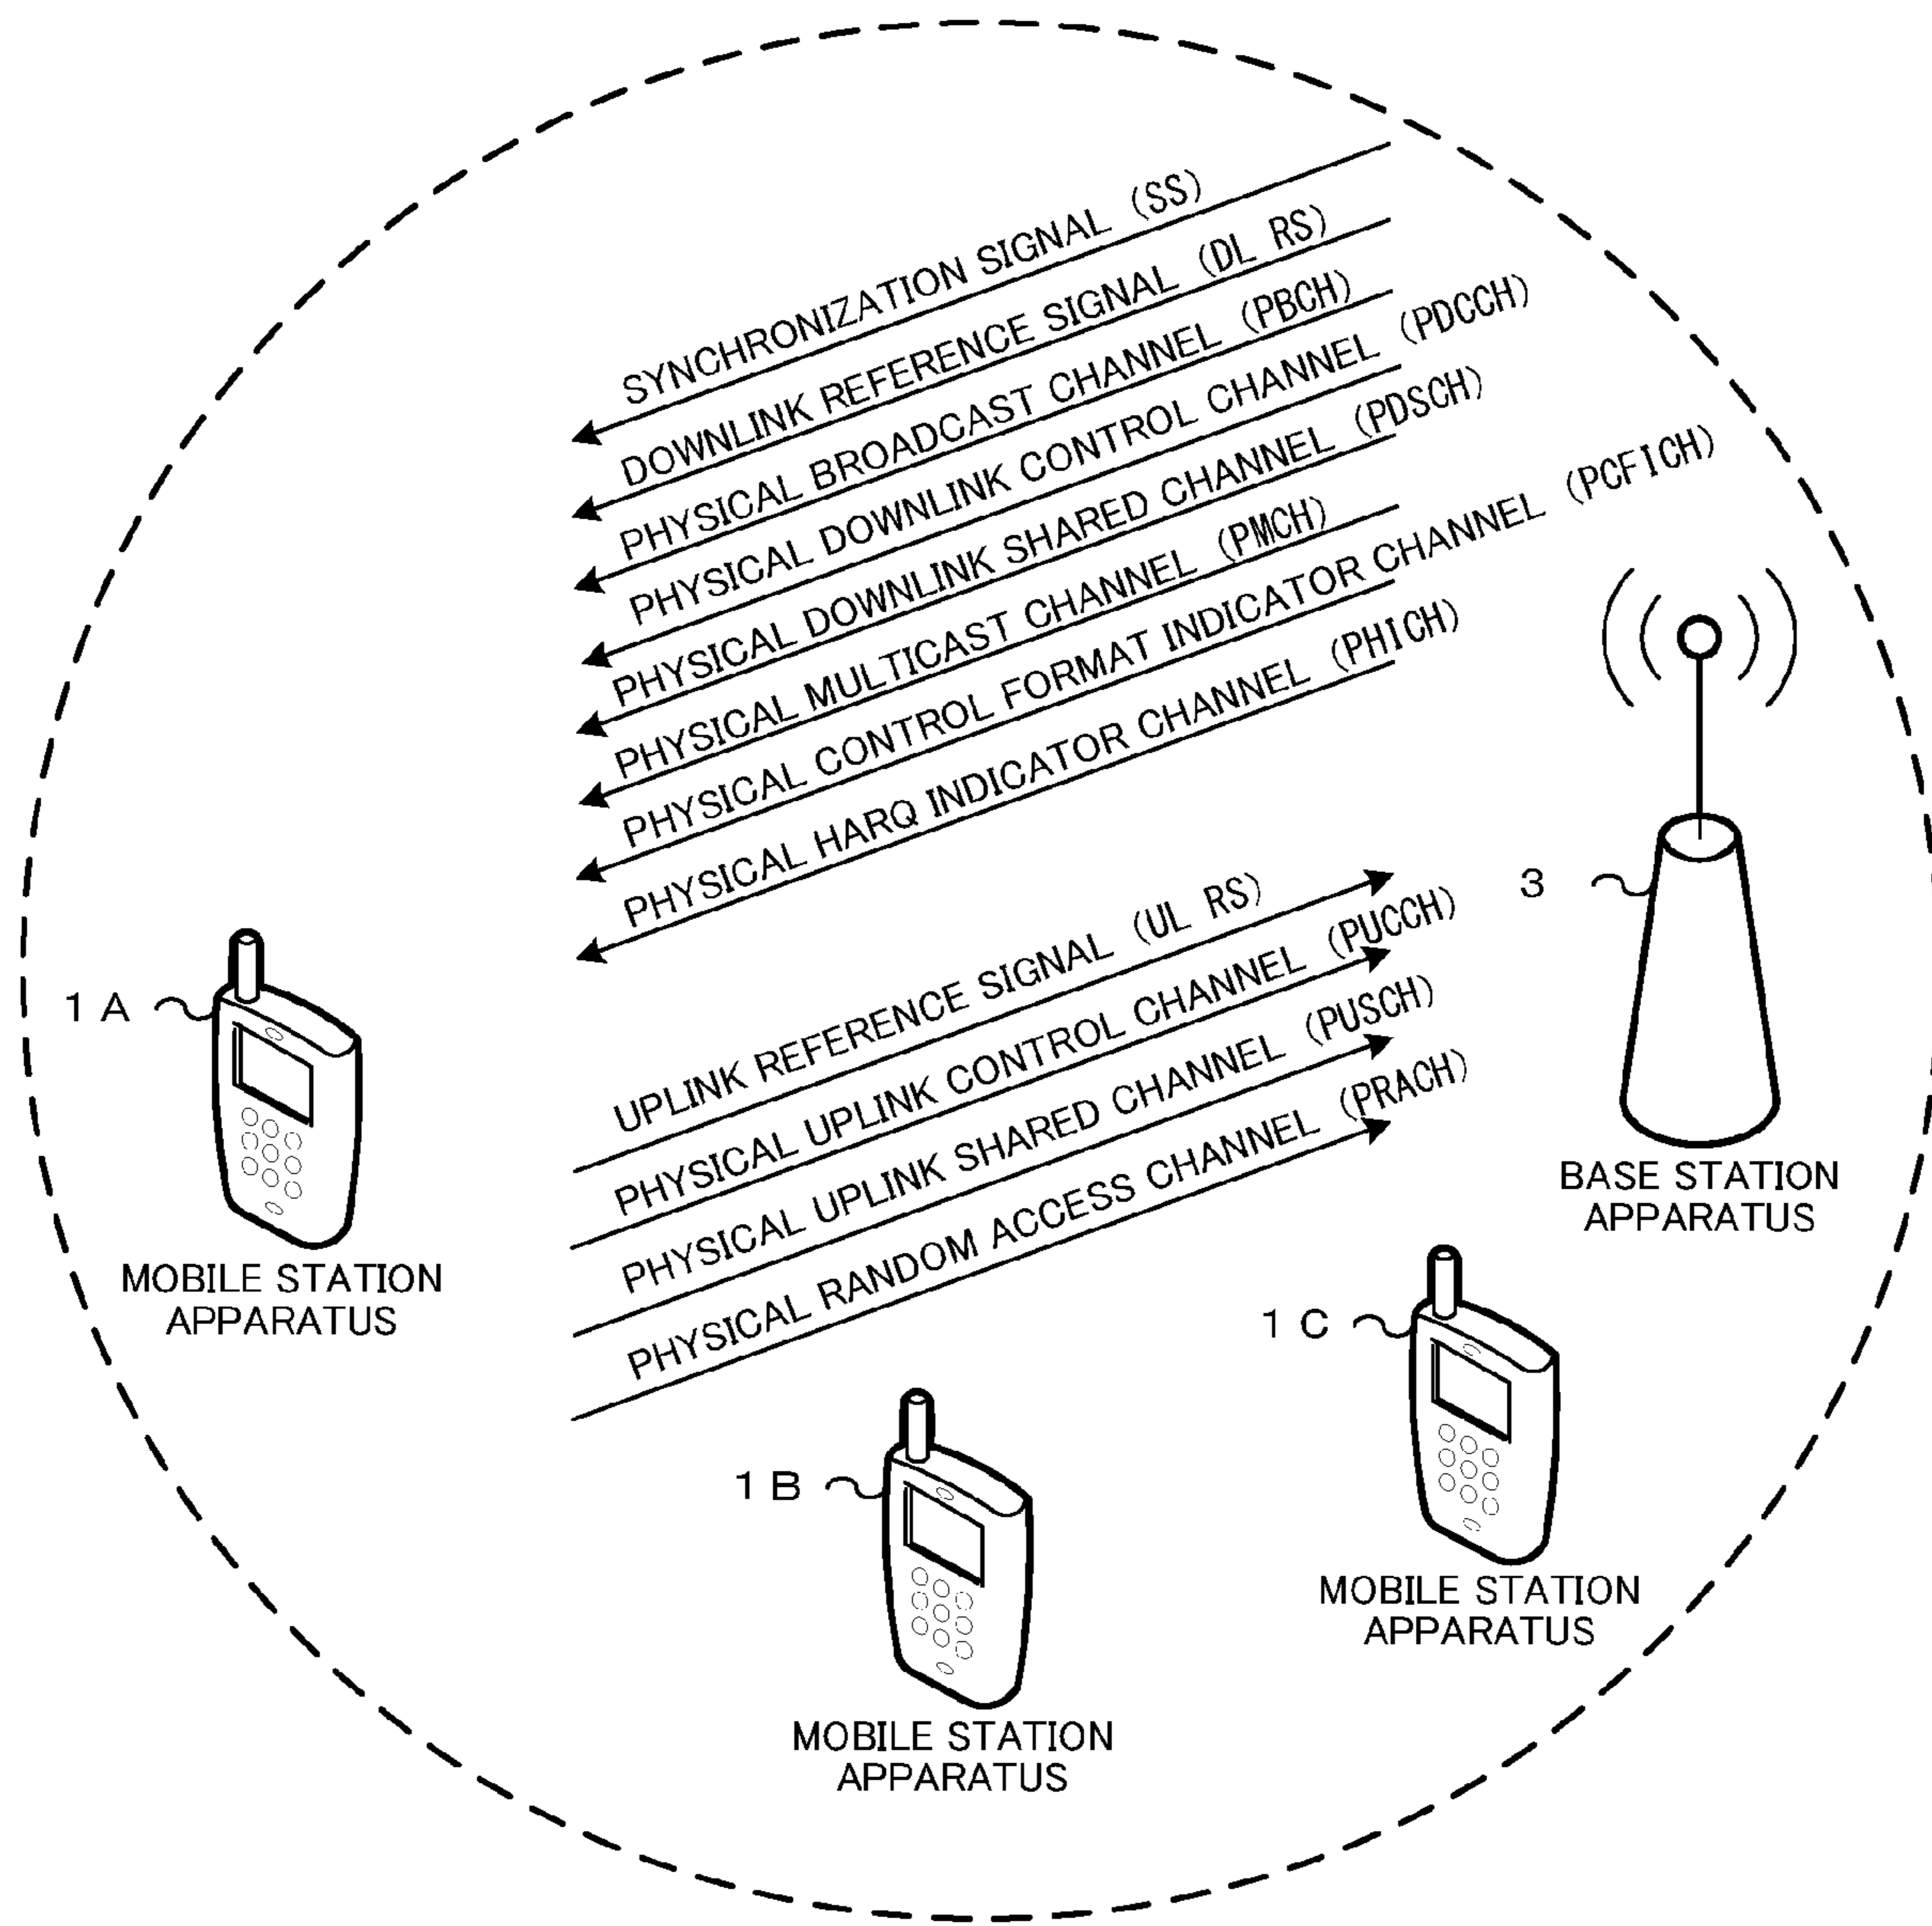 SYNCHRONIZATION SIGNAL (SS)
DOWNLINK REFERENCE SIGNAL (DL RS)
PHYSICAL BROADCAST CHANNEL (PBCH)
PHYSICAL DOWNLINK CONTROL CHANNEL (PDCCH)
PHYSICAL DOWNLINK SHARED CHANNEL (PDSCH)
PHYSICAL MULTICAST CHANNEL (PMCH)
PHYSICAL CONTROL FORMAT INDICATOR CHANNEL (PCFICH)
PHYSICAL HARQ INDICATOR CHANNEL (PHICH)
UPLINK REFERENCE SIGNAL (UL RS)
PHYSICAL UPLINK CONTROL CHANNEL (PUCCH)
PHYSICAL UPLINK SHARED CHANNEL (PUSCH)
PHYSICAL RANDOM ACCESS CHANNEL (PRACH)
3
BASE STATION
APPARATUS
1A
MOBILE STATION
APPARATUS
1B
MOBILE STATION
APPARATUS
1C
MOBILE STATION
APPARATUS